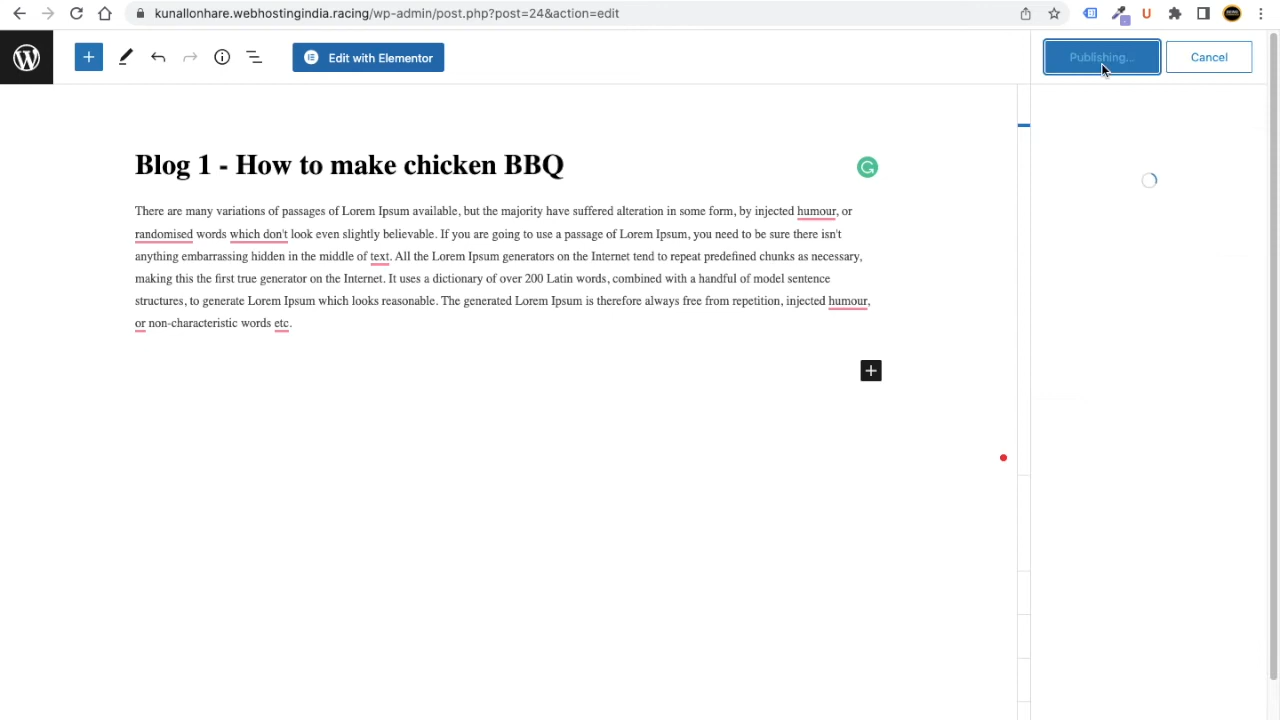 kunallonhare.webhostingindia.racing/wp-admin/post.php?post=24&action=edit
Edit with Elementor
Publishing...
Cancel
Blog 1 - How to make chicken BBQ
There are many variations of passages of Lorem Ipsum available, but the majority have suffered alteration in some form, by injected humour, or
randomised words which don't look even slightly believable. If you are going to use a passage of Lorem Ipsum, you need to be sure there isn't
anything embarrassing hidden in the middle of text. All the Lorem Ipsum generators on the Internet tend to repeat predefined chunks as necessary,
making this the first true generator on the Internet. It uses a dictionary of over 200 Latin words, combined with a handful of model sentence
structures, to generate Lorem Ipsum which looks reasonable. The generated Lorem Ipsum is therefore always free from repetition, injected humour,
or non-characteristic words etc.